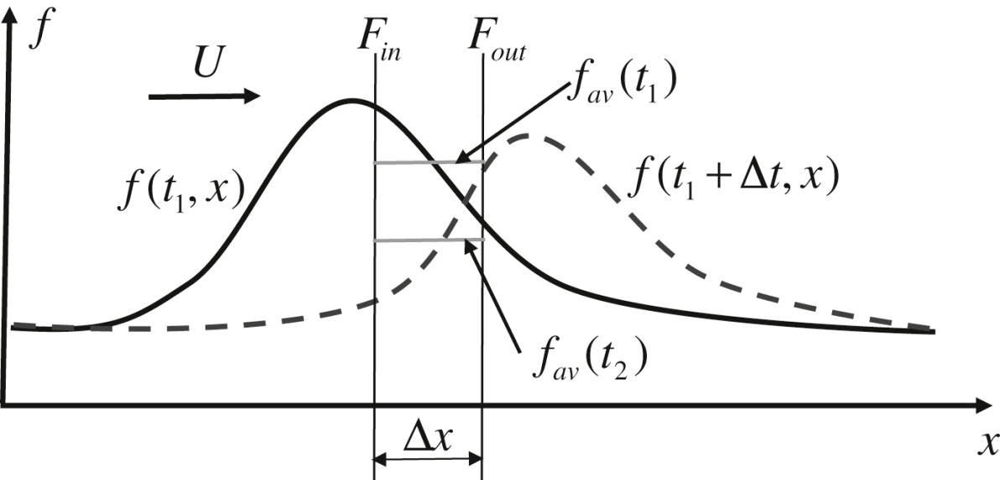 f
F_in F_out
U
f_av(t_1)
f(t_1, x)
f(t_1 + Δt, x)
f_av(t_2)
Δx
x